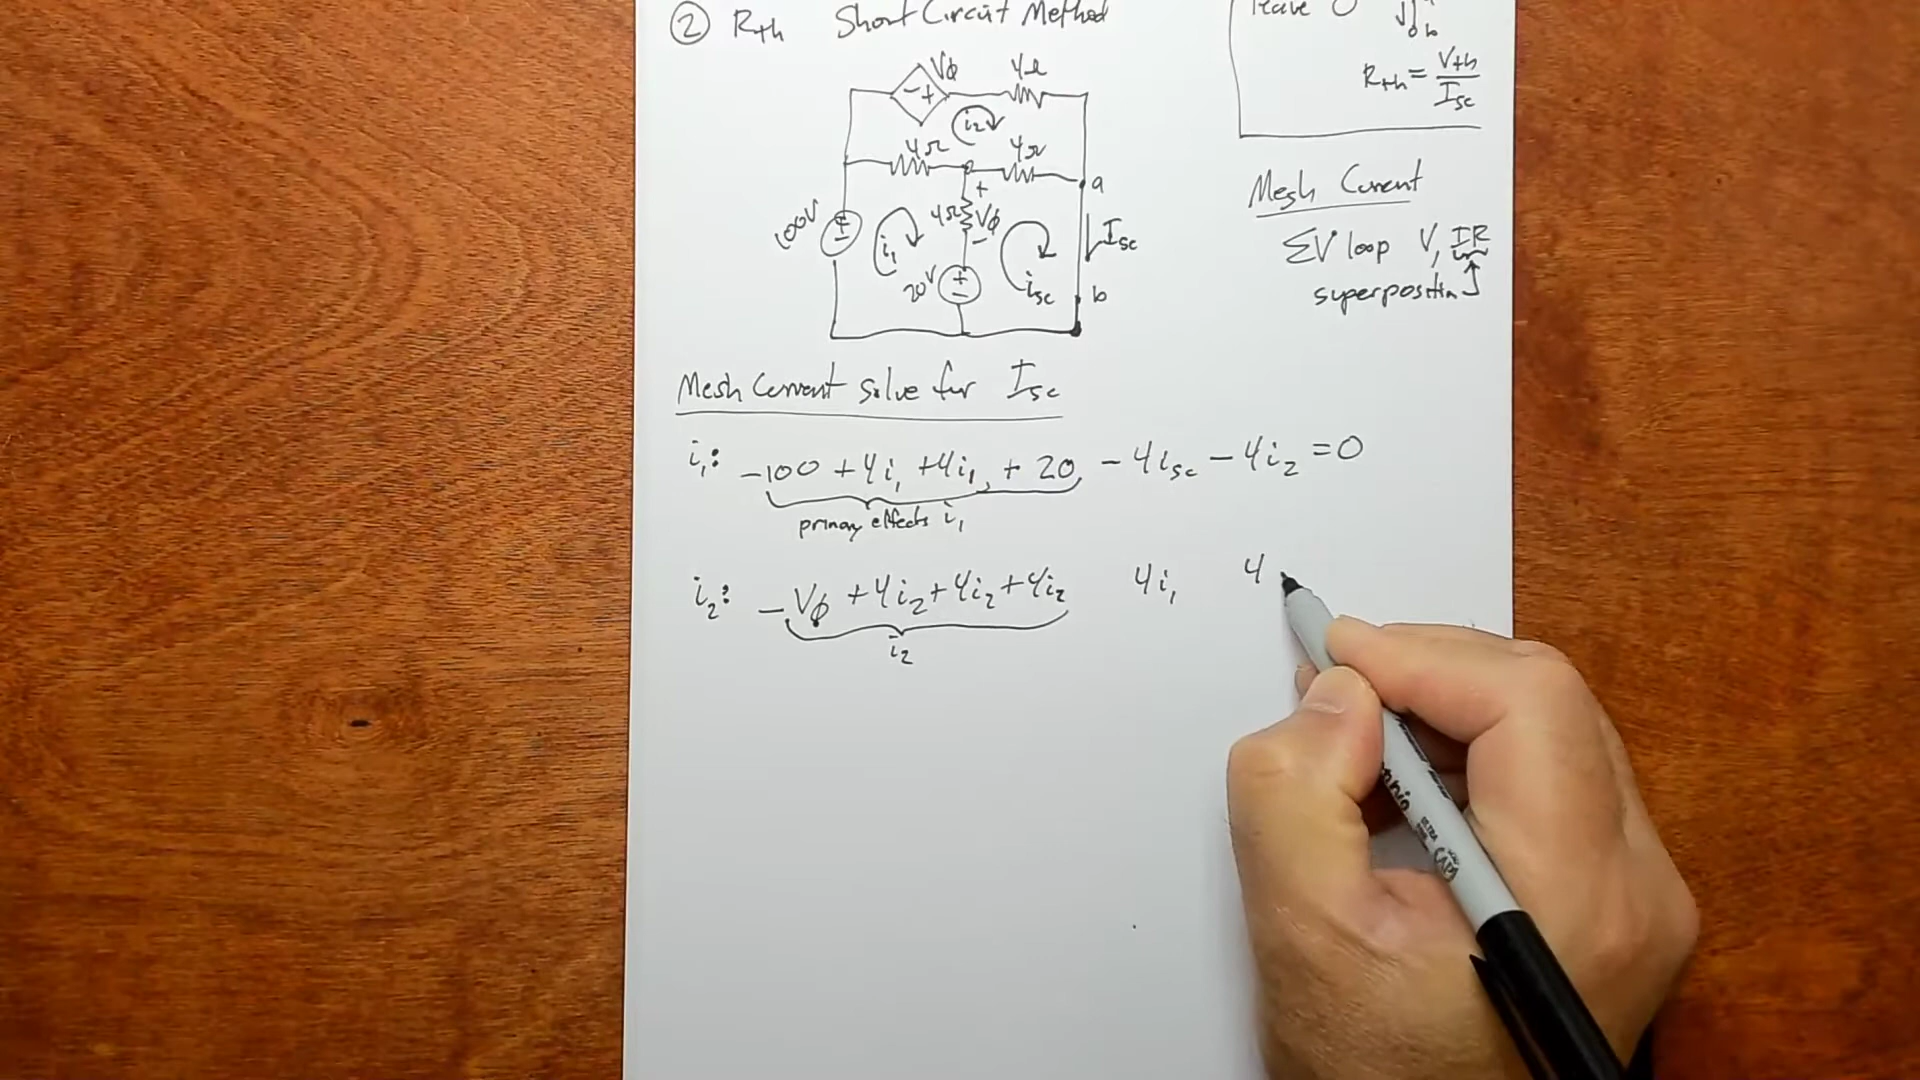 ② Rth Short Circuit Method
Rth = Vth / Isc
a
b
Vϕ 4Ω
- +
i2
4Ω 4Ω
a
+
100V + - i1 4Ω Vϕ Isc
-
20V + - isc b
Mesh Current
ΣV loop V, IR
superposition
Mesh Current solve for Isc
i1: -100 + 4i1 + 4i1 + 20 - 4isc - 4i2 = 0
primary effects i1
i2: -Vϕ + 4i2 + 4i2 + 4i2 4i1 4
i2
ULTRA